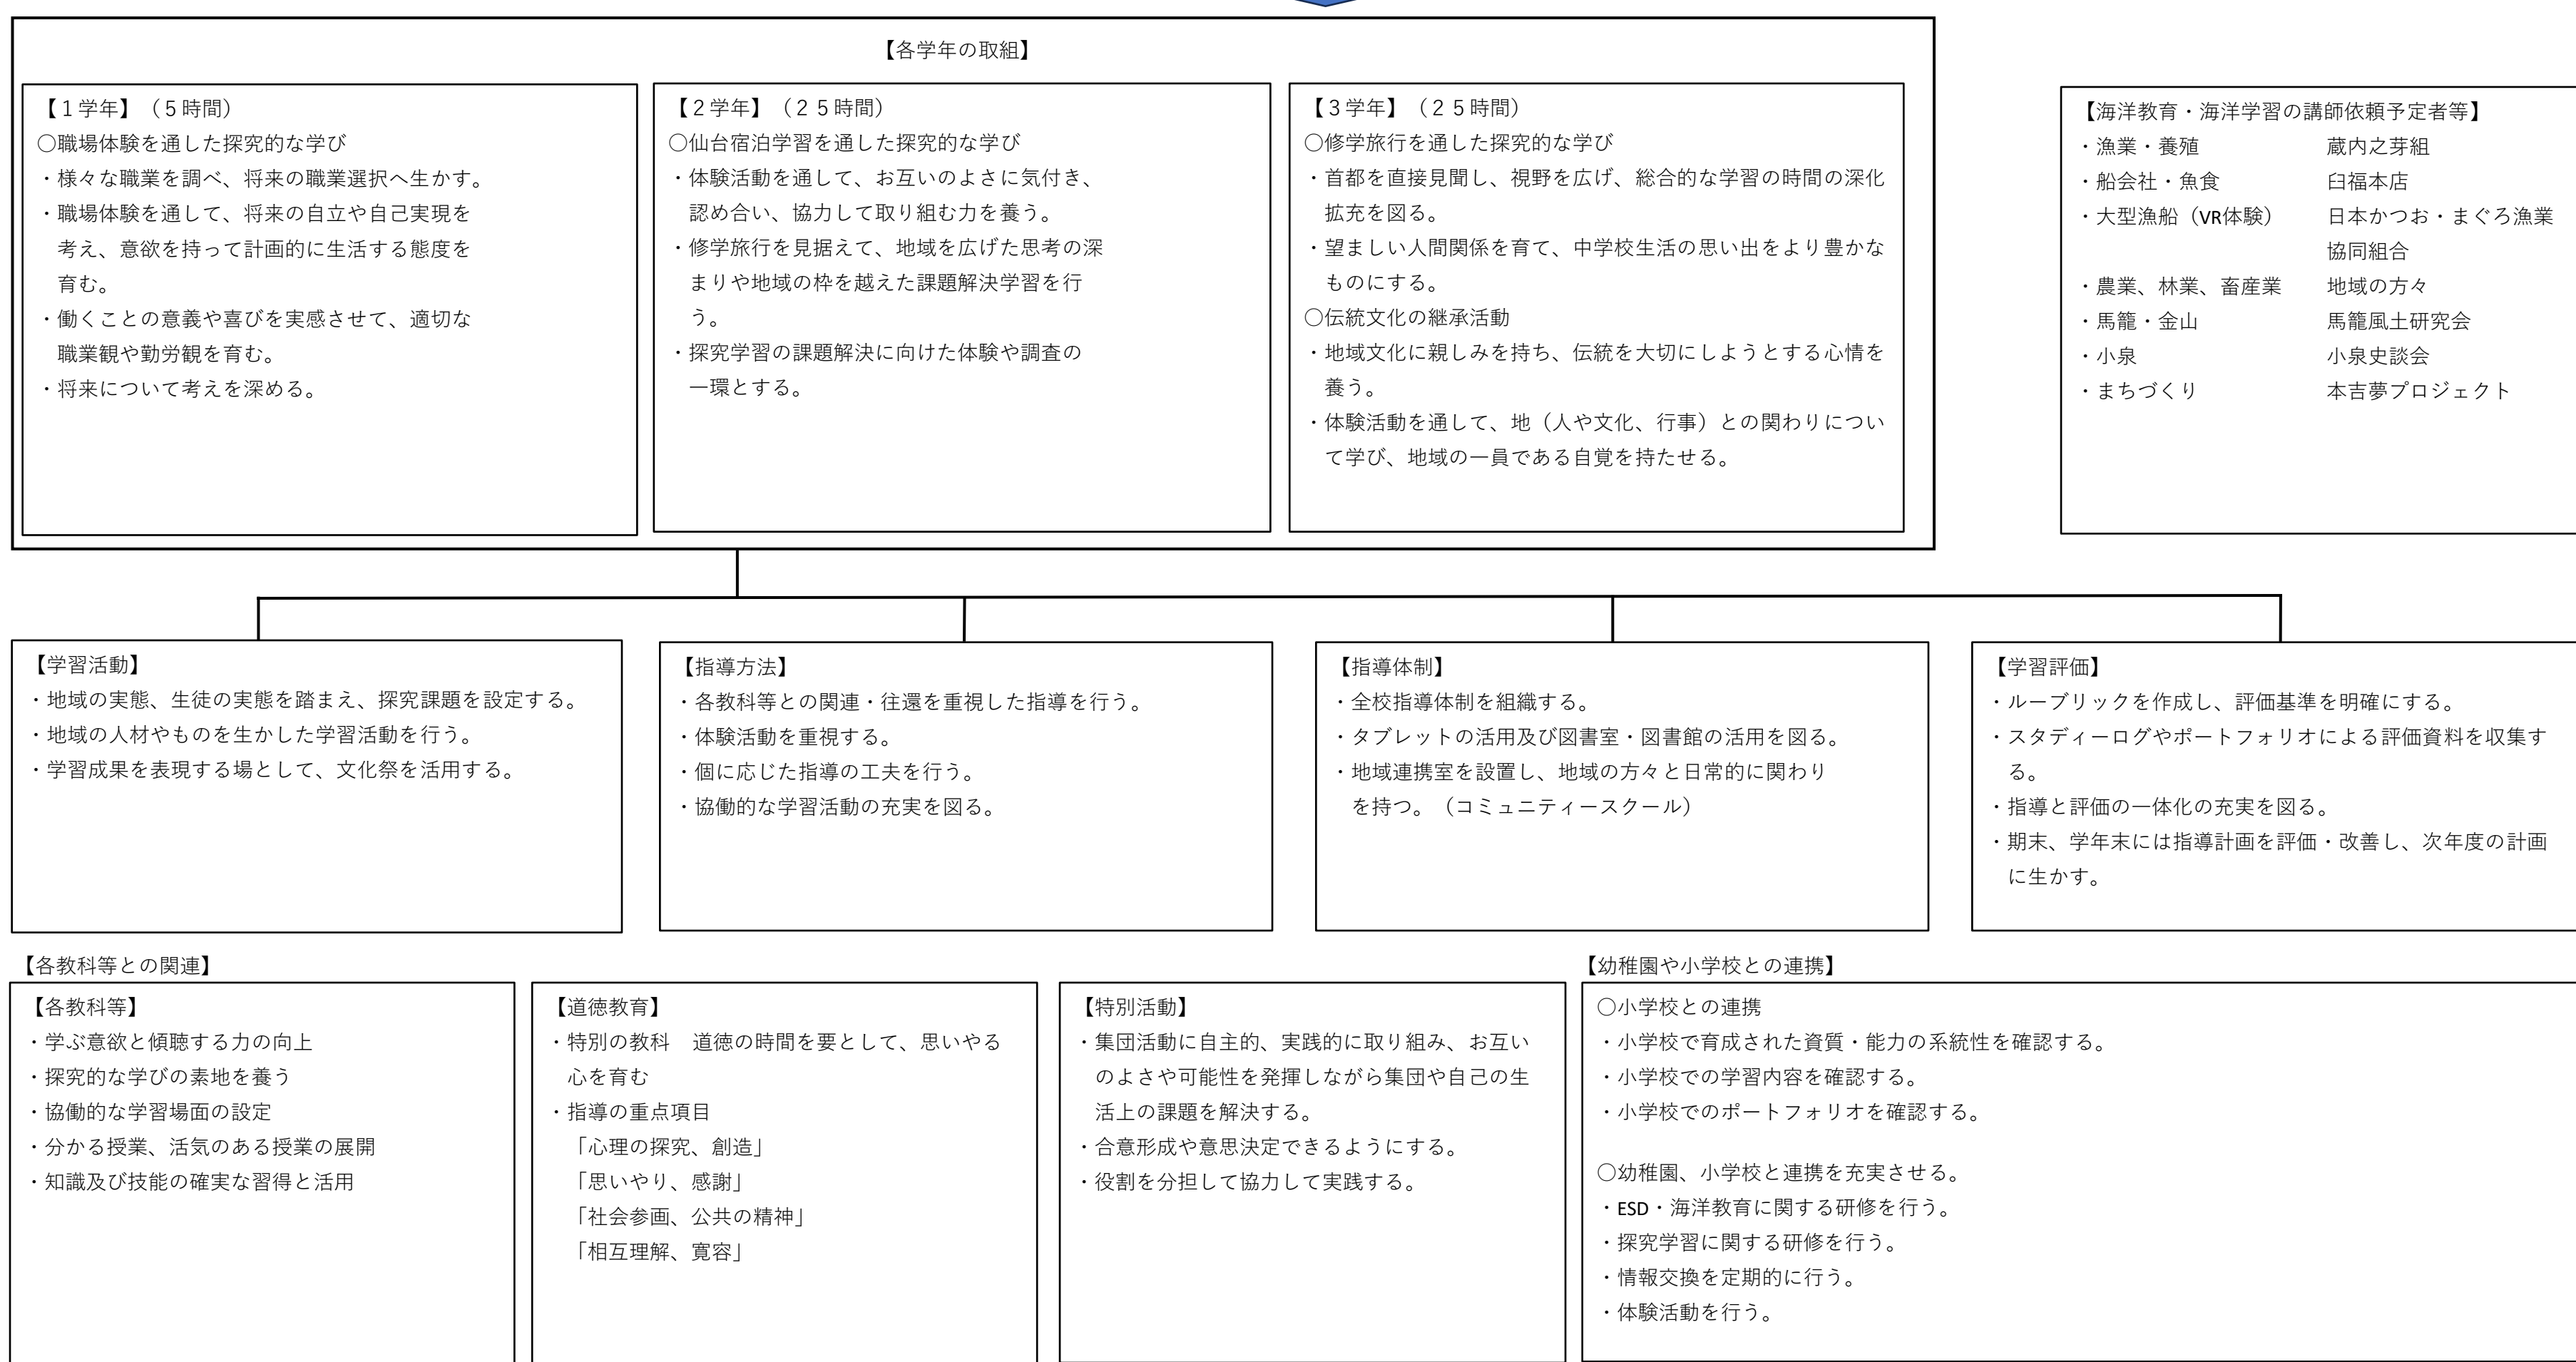 【各学年の取組】
【１学年】（５時間）
○職場体験を通した探究的な学び
・様々な職業を調べ、将来の職業選択へ生かす。
・職場体験を通して、将来の自立や自己実現を
考え、意欲を持って計画的に生活する態度を
育む。
・働くことの意義や喜びを実感させて、適切な
職業観や勤労観を育む。
・将来について考えを深める。
【２学年】（２５時間）
○仙台宿泊学習を通した探究的な学び
・体験活動を通して、お互いのよさに気付き、
認め合い、協力して取り組む力を養う。
・修学旅行を見据えて、地域を広げた思考の深
まりや地域の枠を越えた課題解決学習を行
う。
・探究学習の課題解決に向けた体験や調査の
一環とする。
【３学年】（２５時間）
○修学旅行を通した探究的な学び
・首都を直接見聞し、視野を広げ、総合的な学習の時間の深化
拡充を図る。
・望ましい人間関係を育て、中学校生活の思い出をより豊かな
ものにする。
○伝統文化の継承活動
・地域文化に親しみを持ち、伝統を大切にしようとする心情を
養う。
・体験活動を通して、地（人や文化、行事）との関わりについ
て学び、地域の一員である自覚を持たせる。
【海洋教育・海洋学習の講師依頼予定者等】
・漁業・養殖　蔵内之芽組
・船会社・魚食　臼福本店
・大型漁船（VR体験）　日本かつお・まぐろ漁業
協同組合
・農業、林業、畜産業　地域の方々
・馬籠・金山　馬籠風土研究会
・小泉　小泉史談会
・まちづくり　本吉夢プロジェクト
【学習活動】
・地域の実態、生徒の実態を踏まえ、探究課題を設定する。
・地域の人材やものを生かした学習活動を行う。
・学習成果を表現する場として、文化祭を活用する。
【指導方法】
・各教科等との関連・往還を重視した指導を行う。
・体験活動を重視する。
・個に応じた指導の工夫を行う。
・協働的な学習活動の充実を図る。
【指導体制】
・全校指導体制を組織する。
・タブレットの活用及び図書室・図書館の活用を図る。
・地域連携室を設置し、地域の方々と日常的に関わり
を持つ。（コミュニティースクール）
【学習評価】
・ルーブリックを作成し、評価基準を明確にする。
・スタディーログやポートフォリオによる評価資料を収集す
る。
・指導と評価の一体化の充実を図る。
・期末、学年末には指導計画を評価・改善し、次年度の計画
に生かす。
【各教科等との関連】
【各教科等】
・学ぶ意欲と傾聴する力の向上
・探究的な学びの素地を養う
・協働的な学習場面の設定
・分かる授業、活気のある授業の展開
・知識及び技能の確実な習得と活用
【道徳教育】
・特別の教科　道徳の時間を要として、思いやる
心を育む
・指導の重点項目
「心理の探究、創造」
「思いやり、感謝」
「社会参画、公共の精神」
「相互理解、寛容」
【特別活動】
・集団活動に自主的、実践的に取り組み、お互い
のよさや可能性を発揮しながら集団や自己の生
活上の課題を解決する。
・合意形成や意思決定できるようにする。
・役割を分担して協力して実践する。
【幼稚園や小学校との連携】
○小学校との連携
・小学校で育成された資質・能力の系統性を確認する。
・小学校での学習内容を確認する。
・小学校でのポートフォリオを確認する。
○幼稚園、小学校と連携を充実させる。
・ESD・海洋教育に関する研修を行う。
・探究学習に関する研修を行う。
・情報交換を定期的に行う。
・体験活動を行う。